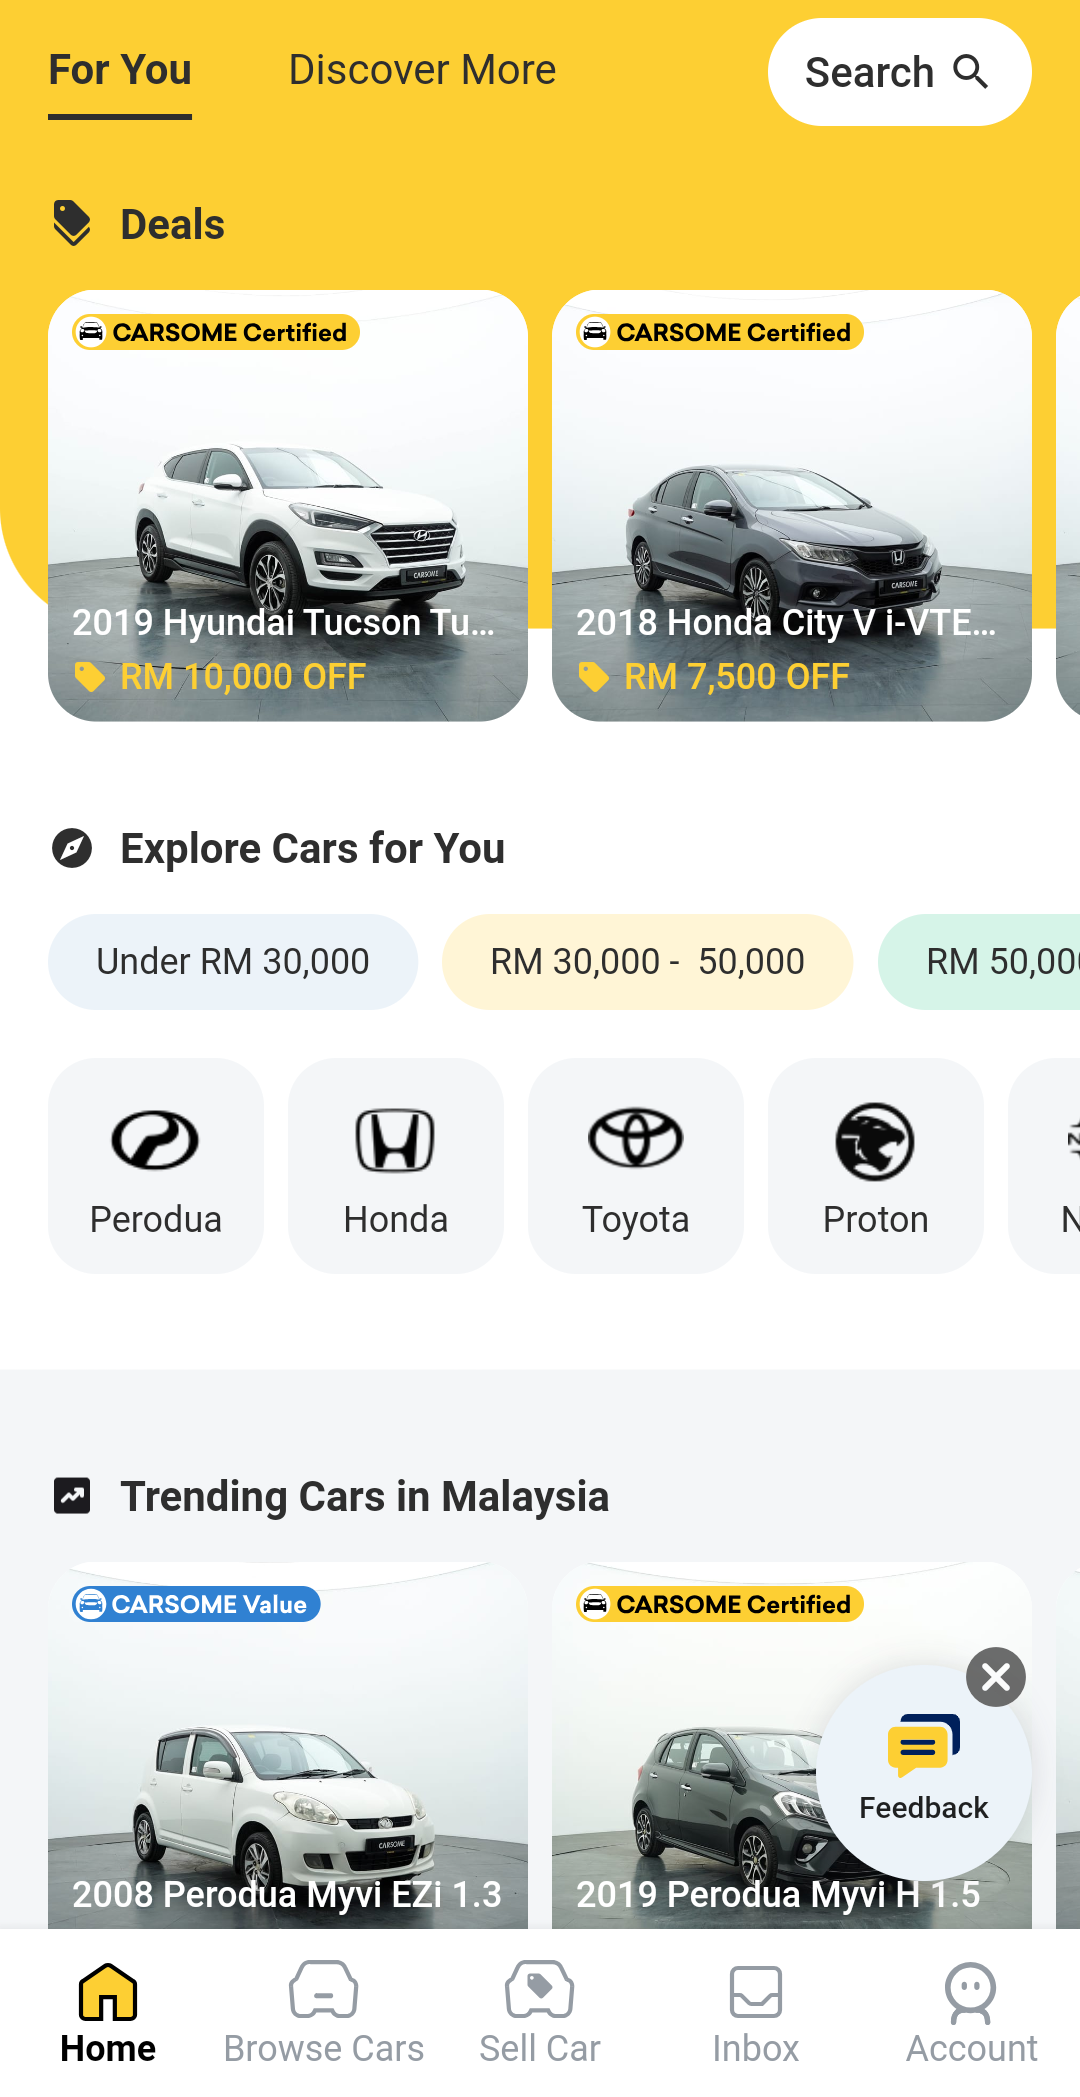 For You
Discover More
Search
Deals
CARSOME Certified
CARSOME Certified
CARSOME
CARSOME
2019 Hyundai Tucson Tu...
2018 Honda City V i-VTE...
RM 10,000 OFF
RM 7,500 OFF
Explore Cars for You
Under RM 30,000
RM 30,000 - 50,000
RM 50,00
Perodua
Honda
Toyota
Proton
N
Trending Cars in Malaysia
CARSOME Value
CARSOME Certified
CARSOME
Feedback
2008 Perodua Myvi EZi 1.3
2019 Perodua Myvi H 1.5
Home
Browse Cars
Sell Car
Inbox
Account